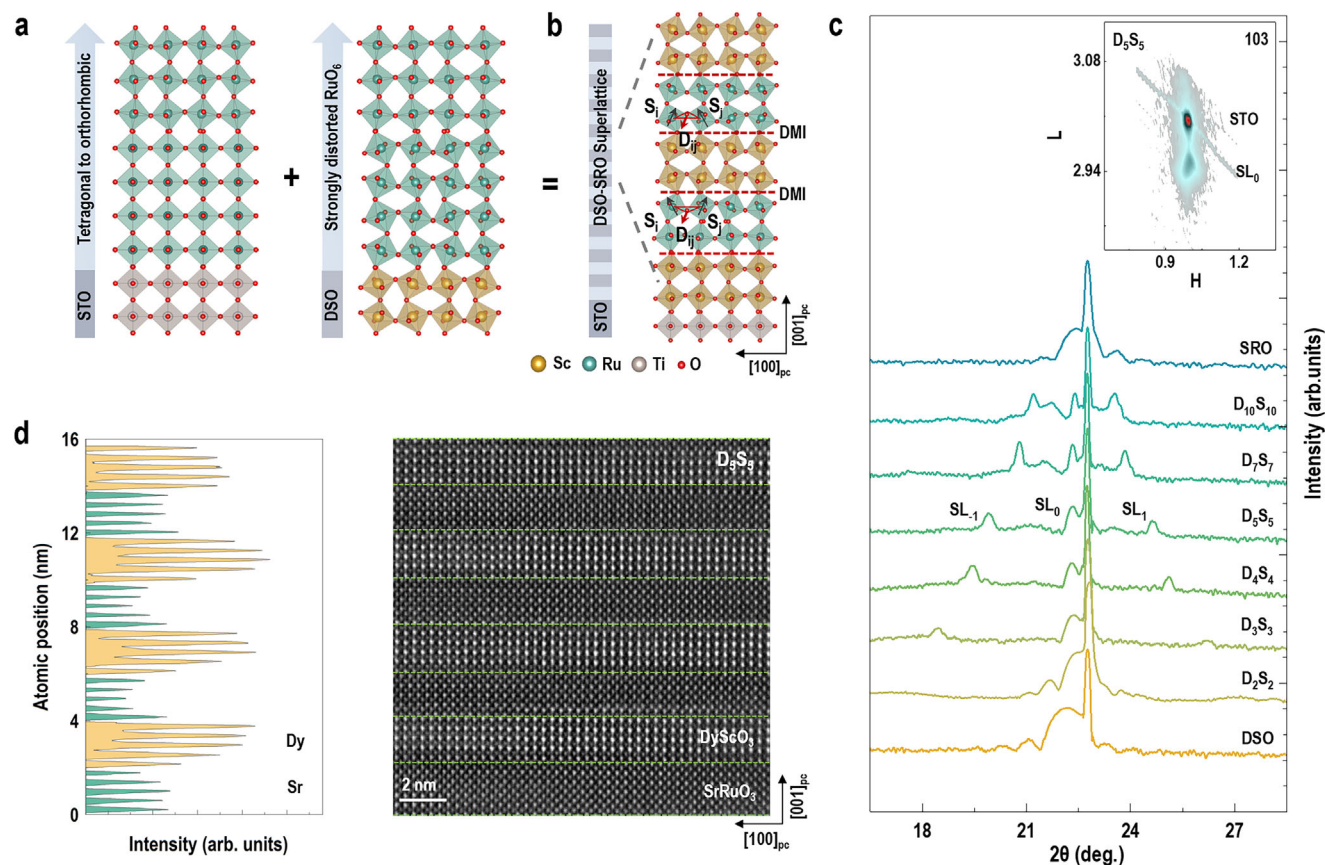 a
Tetragonal to orthorhombic
STO
+
Strongly distorted RuO₆
DSO
=
b
DSO-SRO Superlattice
STO
Sᵢ
Sⱼ
Dᵢⱼ
DMI
DMI
Sᵢ
Sⱼ
Dᵢⱼ
[001]pc
[100]pc
Sc
Ru
Ti
O
c
D₅S₅
103
3.08
L
2.94
STO
SL₀
0.9
1.2
H
SRO
D₁₀S₁₀
D₇S₇
SL₋₁
SL₀
SL₁
D₅S₅
D₄S₄
D₃S₃
D₂S₂
DSO
Intensity (arb.units)
18
21
24
27
2θ (deg.)
d
16
12
8
4
0
Atomic position (nm)
Dy
Sr
Intensity (arb. units)
D₅S₅
DyScO₃
SrRuO₃
2 nm
[001]pc
[100]pc